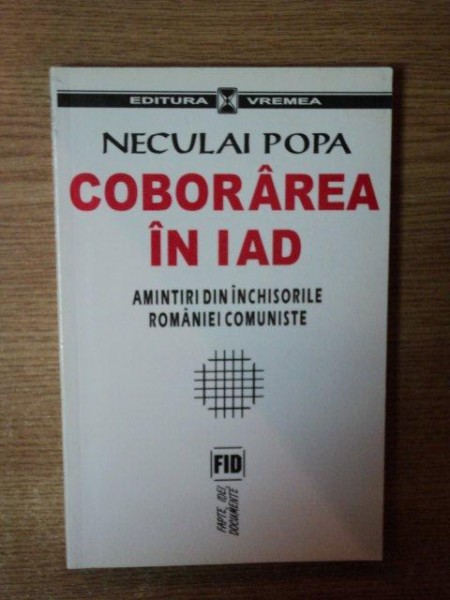 EDITURA VREMEA
NECULAI POPA
COBORÂREA
ÎN IAD
AMINTIRI DIN ÎNCHISORILE
ROMÂNIEI COMUNISTE
FID
FAPTE, IDEI,
DOCUMENTE